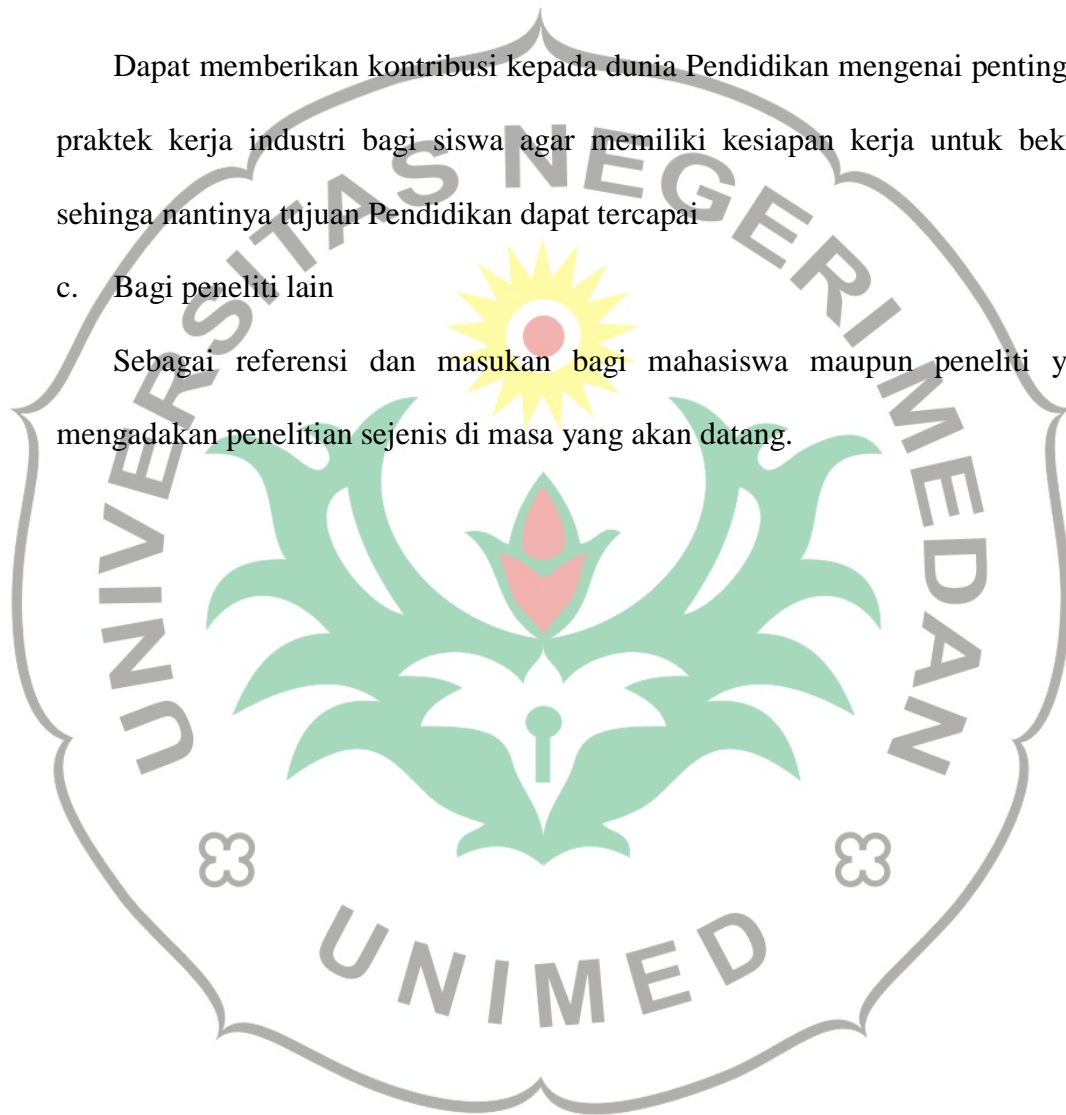 Dapat memberikan kontribusi kepada dunia Pendidikan mengenai penting
praktek kerja industri bagi siswa agar memiliki kesiapan kerja untuk bek
sehinga nantinya tujuan Pendidikan dapat tercapai
c. Bagi peneliti lain
Sebagai referensi dan masukan bagi mahasiswa maupun peneliti y
mengadakan penelitian sejenis di masa yang akan datang.
UNIVERSITAS NEGERI MEDAN
UNIMED